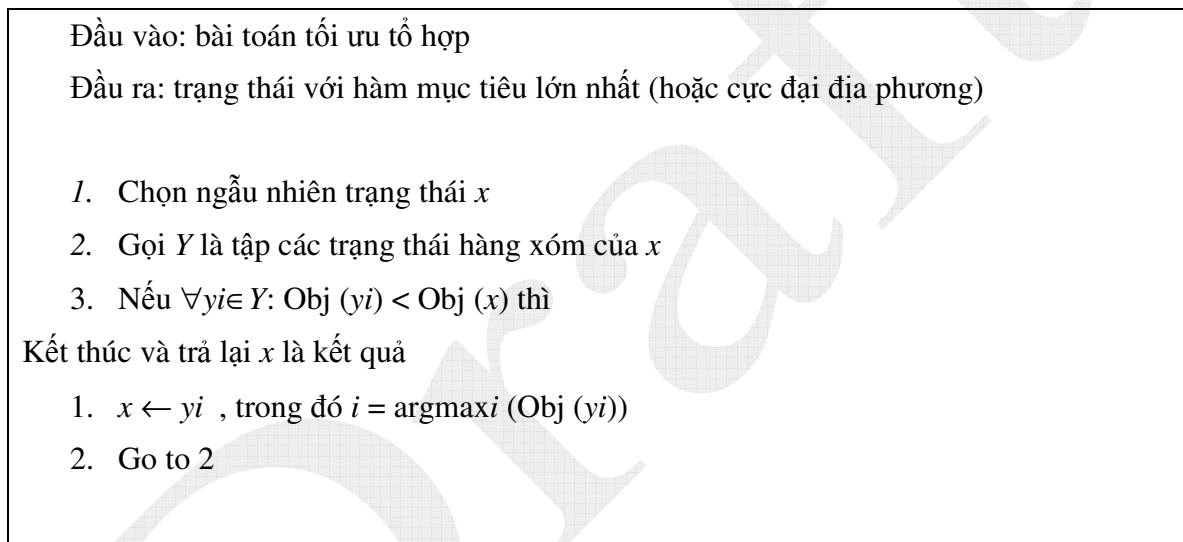 Đầu vào: bài toán tối ưu tổ hợp
Đầu ra: trạng thái với hàm mục tiêu lớn nhất (hoặc cực đại địa phương)
1. Chọn ngẫu nhiên trạng thái x
2. Gọi Y là tập các trạng thái hàng xóm của x
3. Nếu ∀yi∈ Y: Obj (yi) < Obj (x) thì
Kết thúc và trả lại x là kết quả
1. x ← yi , trong đó i = argmaxi (Obj (yi))
2. Go to 2